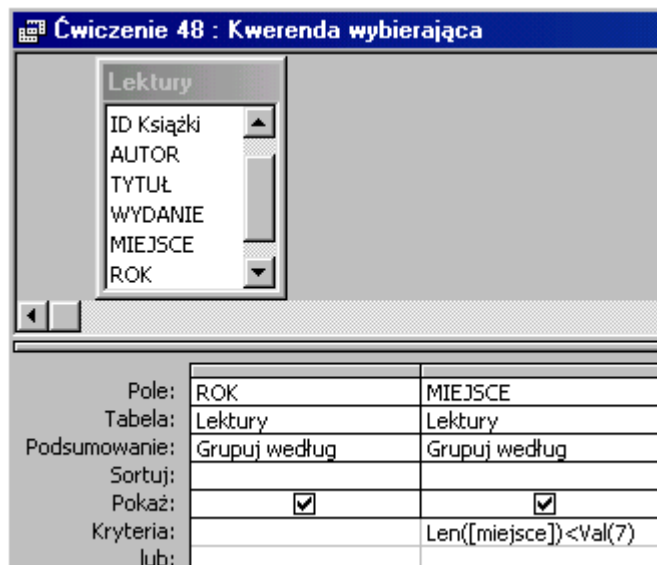 Ćwiczenie 48 : Kwerenda wybierająca
Lektury
ID Książki
AUTOR
TYTUŁ
WYDANIE
MIEJSCE
ROK
Pole: ROK MIEJSCE
Tabela: Lektury Lektury
Podsumowanie: Grupuj według Grupuj według
Sortuj:
Pokaż:
Kryteria: Len([miejsce])<Val(7)
lub: